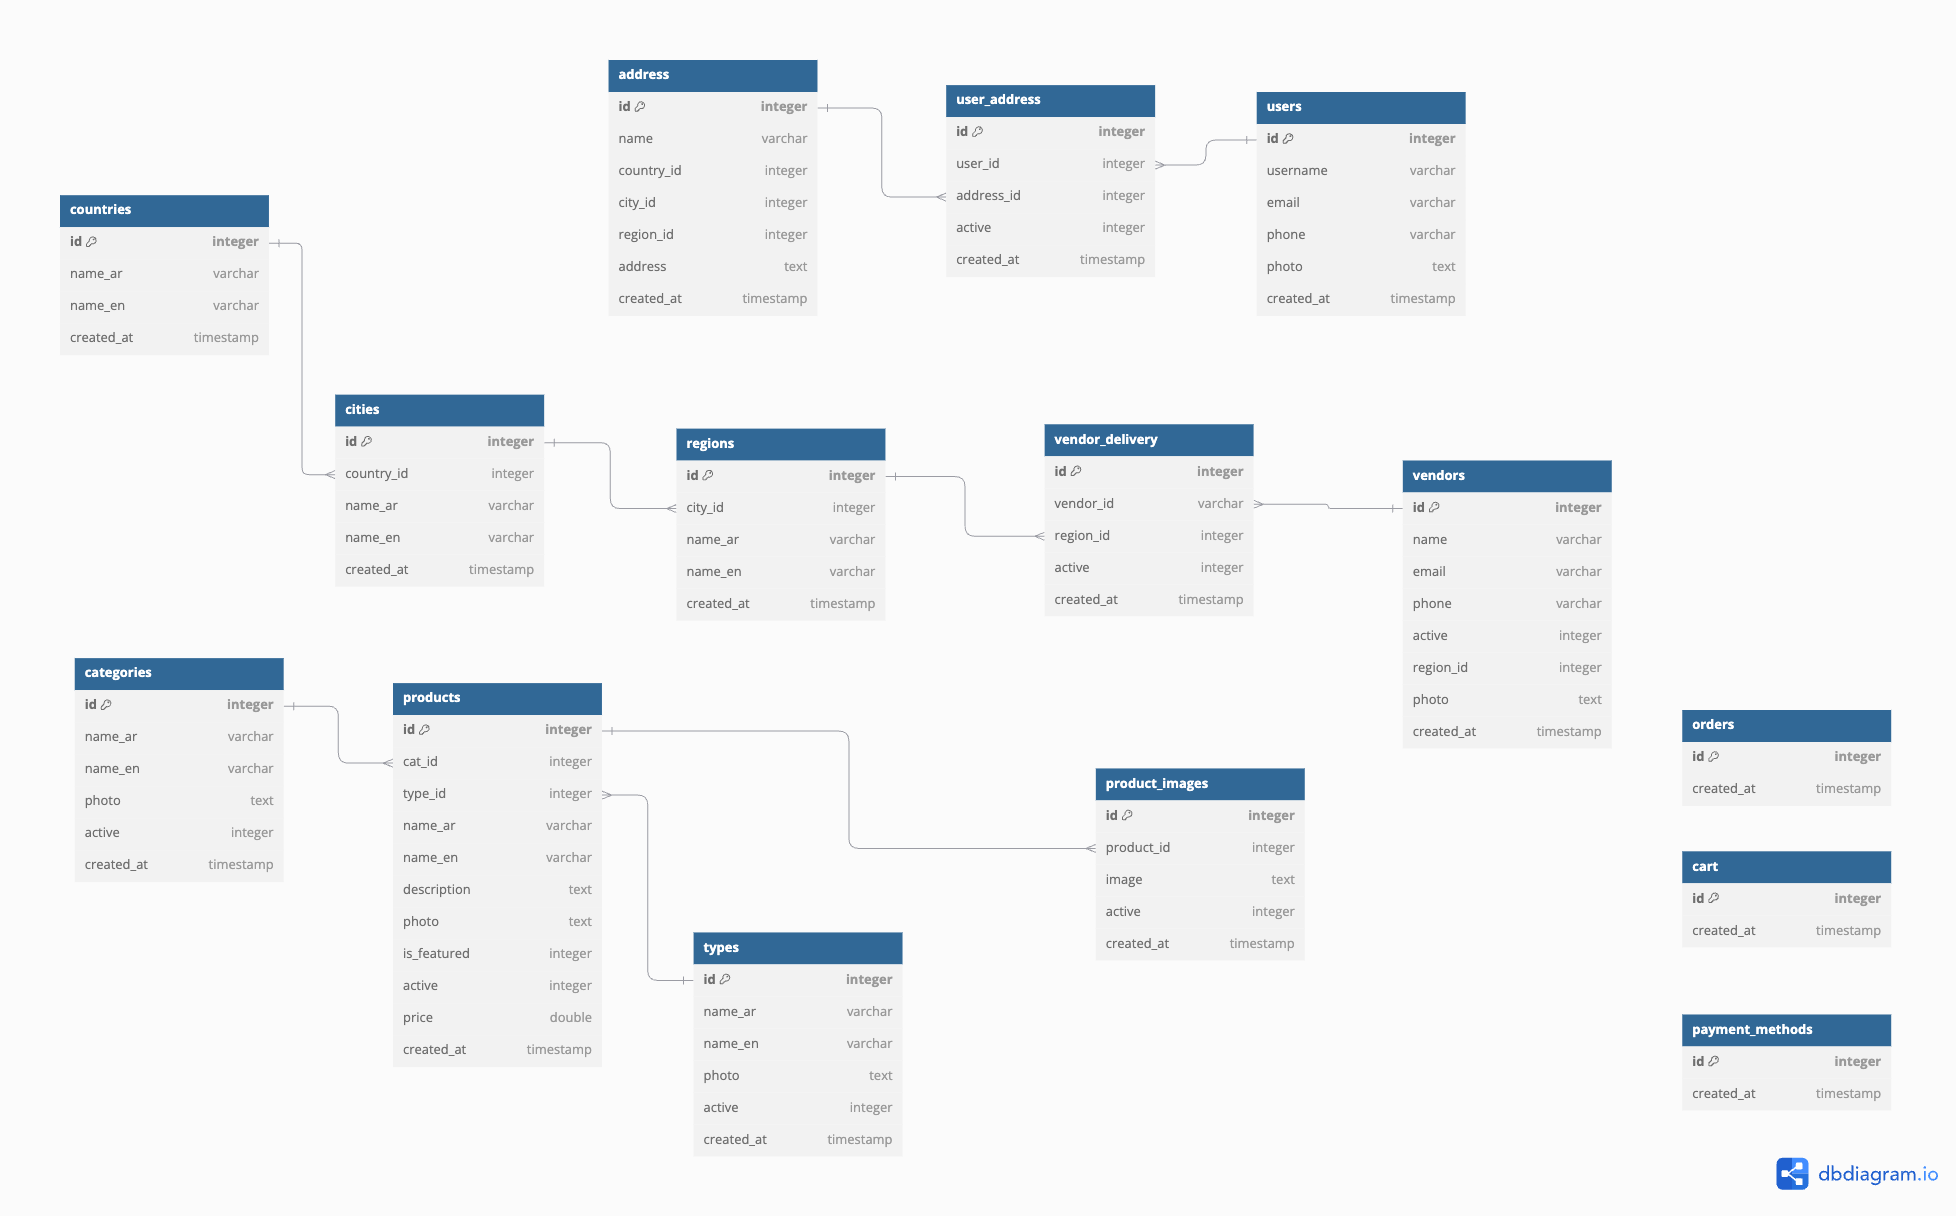 address
id integer
name varchar
country_id integer
city_id integer
region_id integer
address text
created_at timestamp
user_address
id integer
user_id integer
address_id integer
active integer
created_at timestamp
users
id integer
username varchar
email varchar
phone varchar
photo text
created_at timestamp
countries
id integer
name_ar varchar
name_en varchar
created_at timestamp
cities
id integer
country_id integer
name_ar varchar
name_en varchar
created_at timestamp
regions
id integer
city_id integer
name_ar varchar
name_en varchar
created_at timestamp
vendor_delivery
id integer
vendor_id varchar
region_id integer
active integer
created_at timestamp
vendors
id integer
name varchar
email varchar
phone varchar
active integer
region_id integer
photo text
created_at timestamp
categories
id integer
name_ar varchar
name_en varchar
photo text
active integer
created_at timestamp
products
id integer
cat_id integer
type_id integer
name_ar varchar
name_en varchar
description text
photo text
is_featured integer
active integer
price double
created_at timestamp
types
id integer
name_ar varchar
name_en varchar
photo text
active integer
created_at timestamp
product_images
id integer
product_id integer
image text
active integer
created_at timestamp
orders
id integer
created_at timestamp
cart
id integer
created_at timestamp
payment_methods
id integer
created_at timestamp
dbdiagram.io